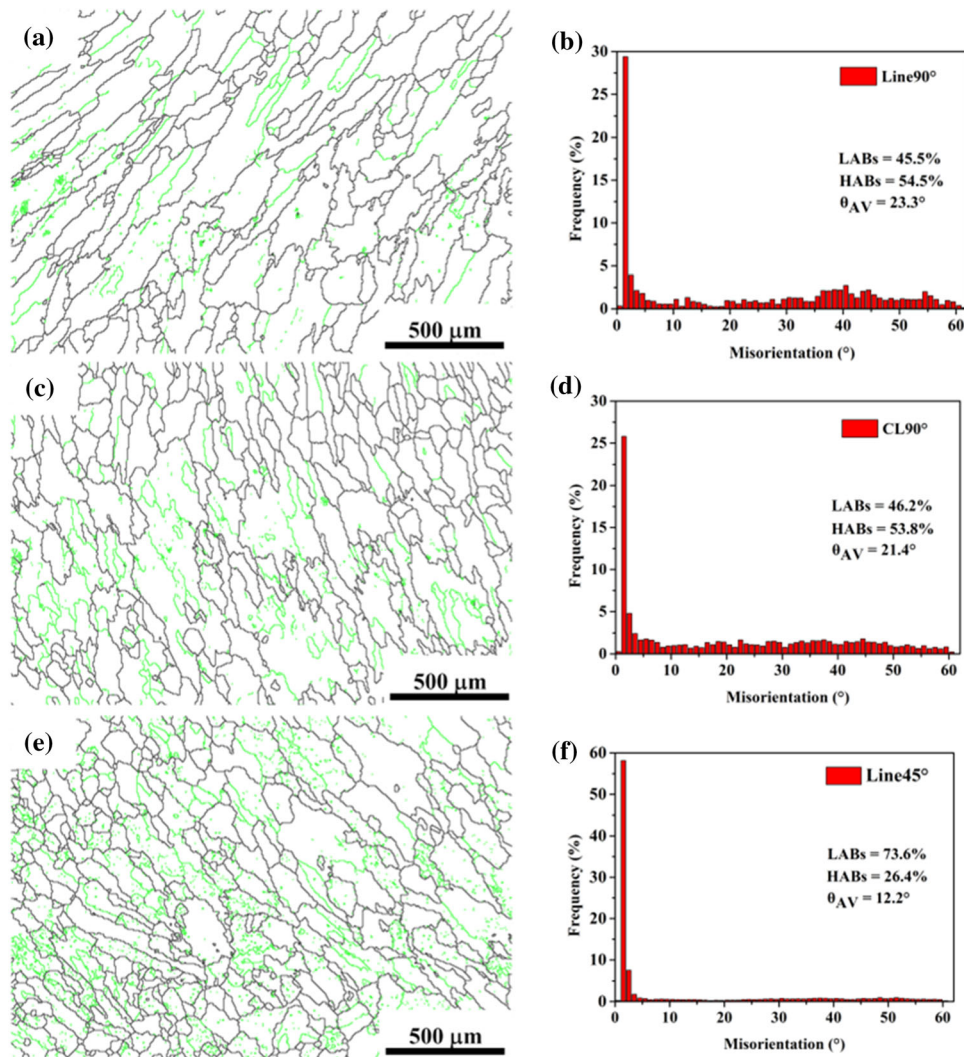 (a)
500 μm
(b)
30
25
20
15
10
5
0
Frequency (%)
Line90°
LABs = 45.5%
HABs = 54.5%
θAV = 23.3°
0 10 20 30 40 50 60
Misorientation (°)
(c)
500 μm
(d)
30
25
20
15
10
5
0
Frequency (%)
CL90°
LABs = 46.2%
HABs = 53.8%
θAV = 21.4°
0 10 20 30 40 50 60
Misorientation (°)
(e)
500 μm
(f)
60
50
40
30
20
10
0
Frequency (%)
Line45°
LABs = 73.6%
HABs = 26.4%
θAV = 12.2°
0 10 20 30 40 50 60
Misorientation (°)